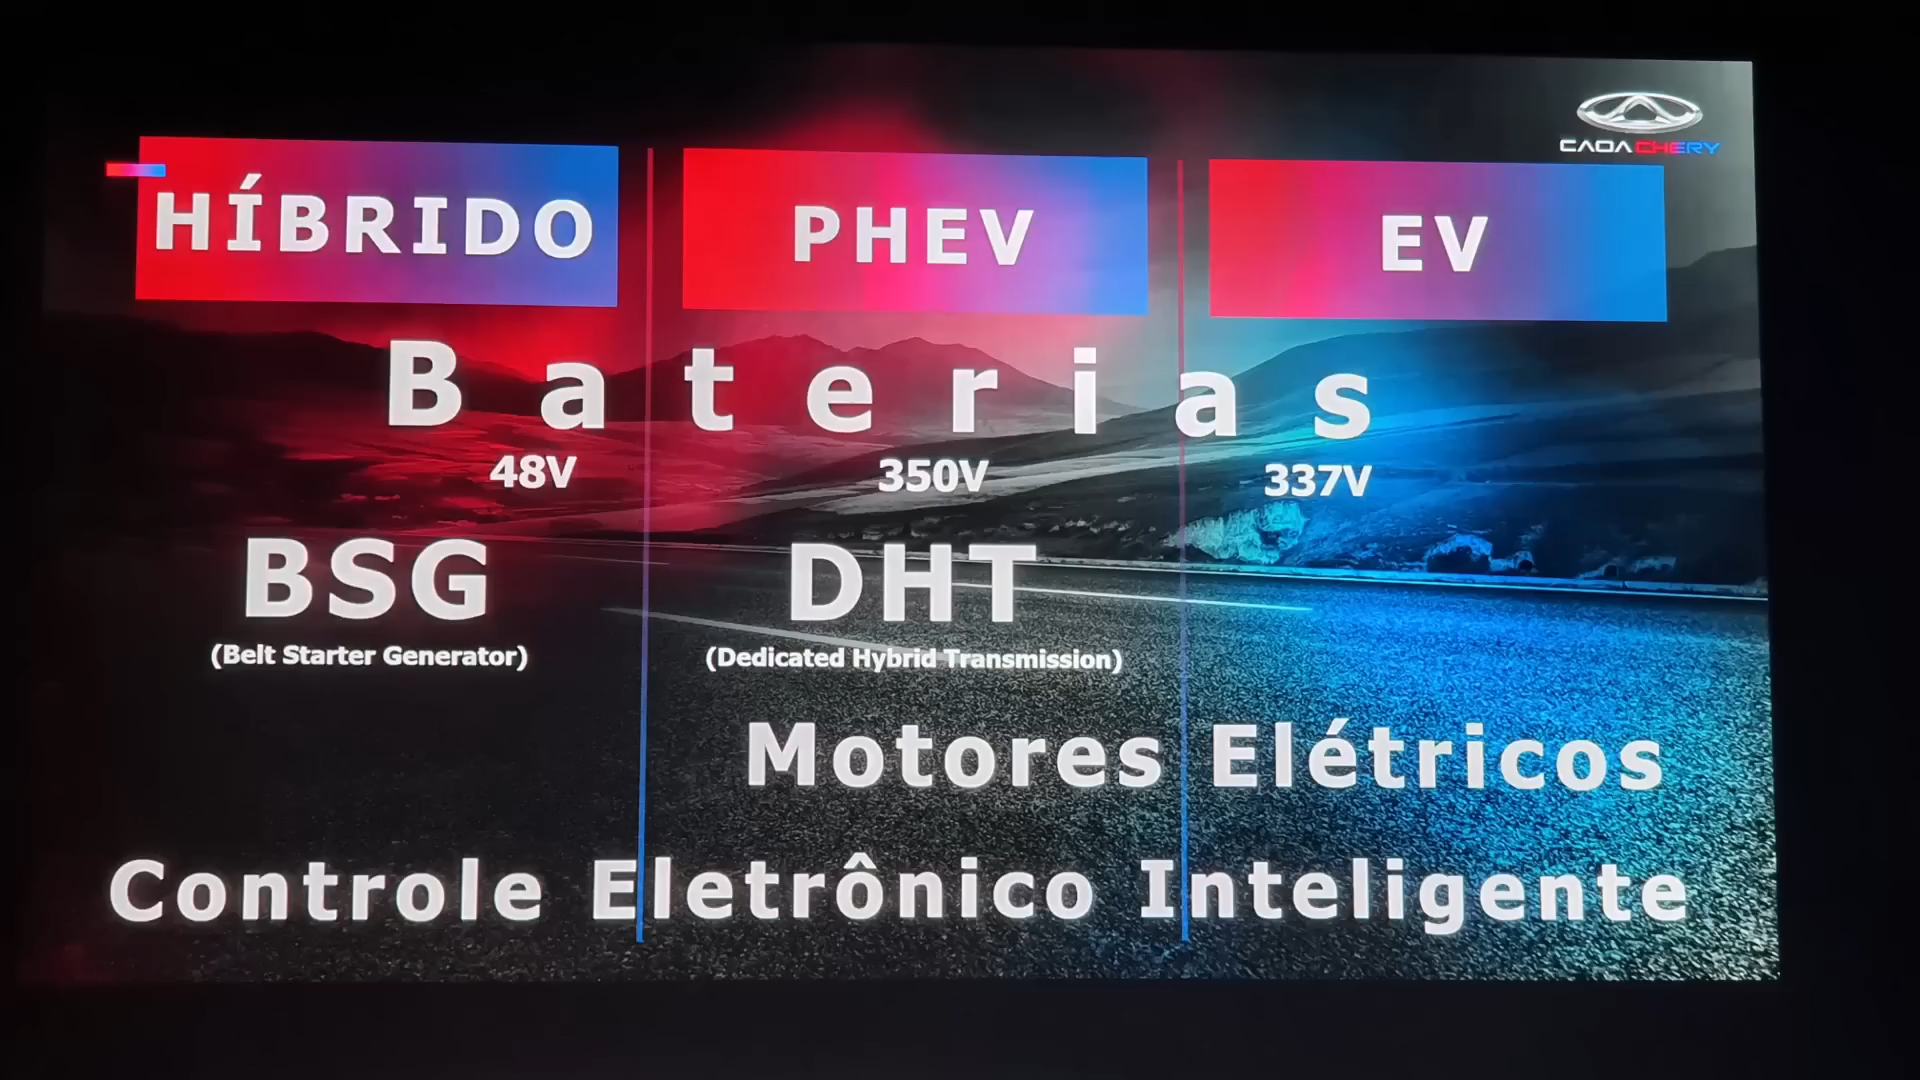 CAOA CHERY
HÍBRIDO
PHEV
EV
Baterias
48V
350V
337V
BSG
DHT
(Belt Starter Generator)
(Dedicated Hybrid Transmission)
Motores Elétricos
Controle Eletrônico Inteligente